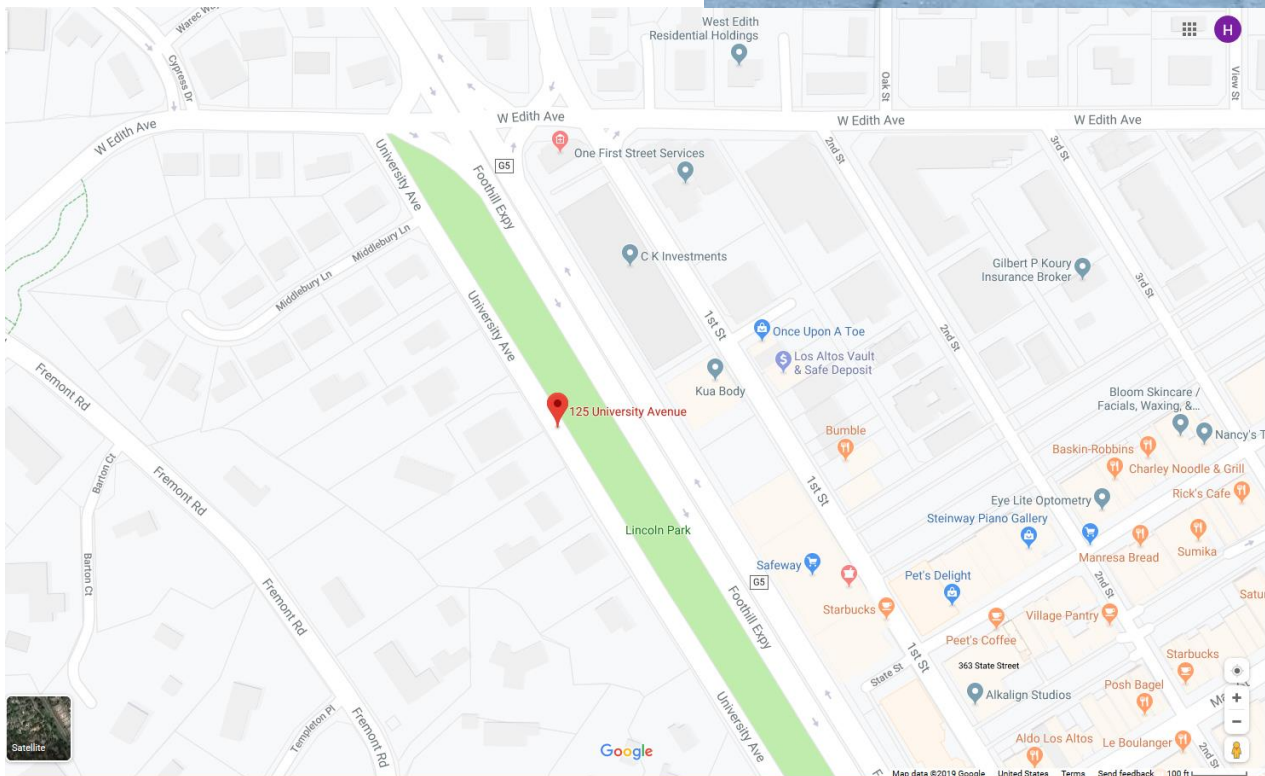 Warec Way
Cypress Dr
West Edith
Residential Holdings
H
Oak St
View St
W Edith Ave
W Edith Ave
W Edith Ave
W Edith Ave
University Ave
G5
Foothill Expy
One First Street Services
2nd St
3rd St
Middlebury Ln
Middlebury Ln
C K Investments
Gilbert P Koury
Insurance Broker
3rd St
University Ave
1st St
Once Upon A Toe
2nd St
Los Altos Vault
& Safe Deposit
Fremont Rd
Kua Body
Bloom Skincare /
Facials, Waxing, &...
125 University Avenue
Bumble
Nancy's T
Baskin-Robbins
Charley Noodle & Grill
Barton Ct
Fremont Rd
1st St
Eye Lite Optometry
Rick's Cafe
Steinway Piano Gallery
Lincoln Park
Manresa Bread
Sumika
Safeway
Barton Ct
Fremont Rd
G5
Pet's Delight
2nd St
Foothill Expy
Starbucks
Village Pantry
Satur
Peet's Coffee
1st St
363 State Street
Starbucks
State St
Alkalign Studios
Posh Bagel
Ma
Templeton Pl
Fremont Rd
University Ave
Satellite
Google
Aldo Los Altos
Le Boulanger
2nd St
Map data ©2019 Google United States Terms Send feedback 100 ft